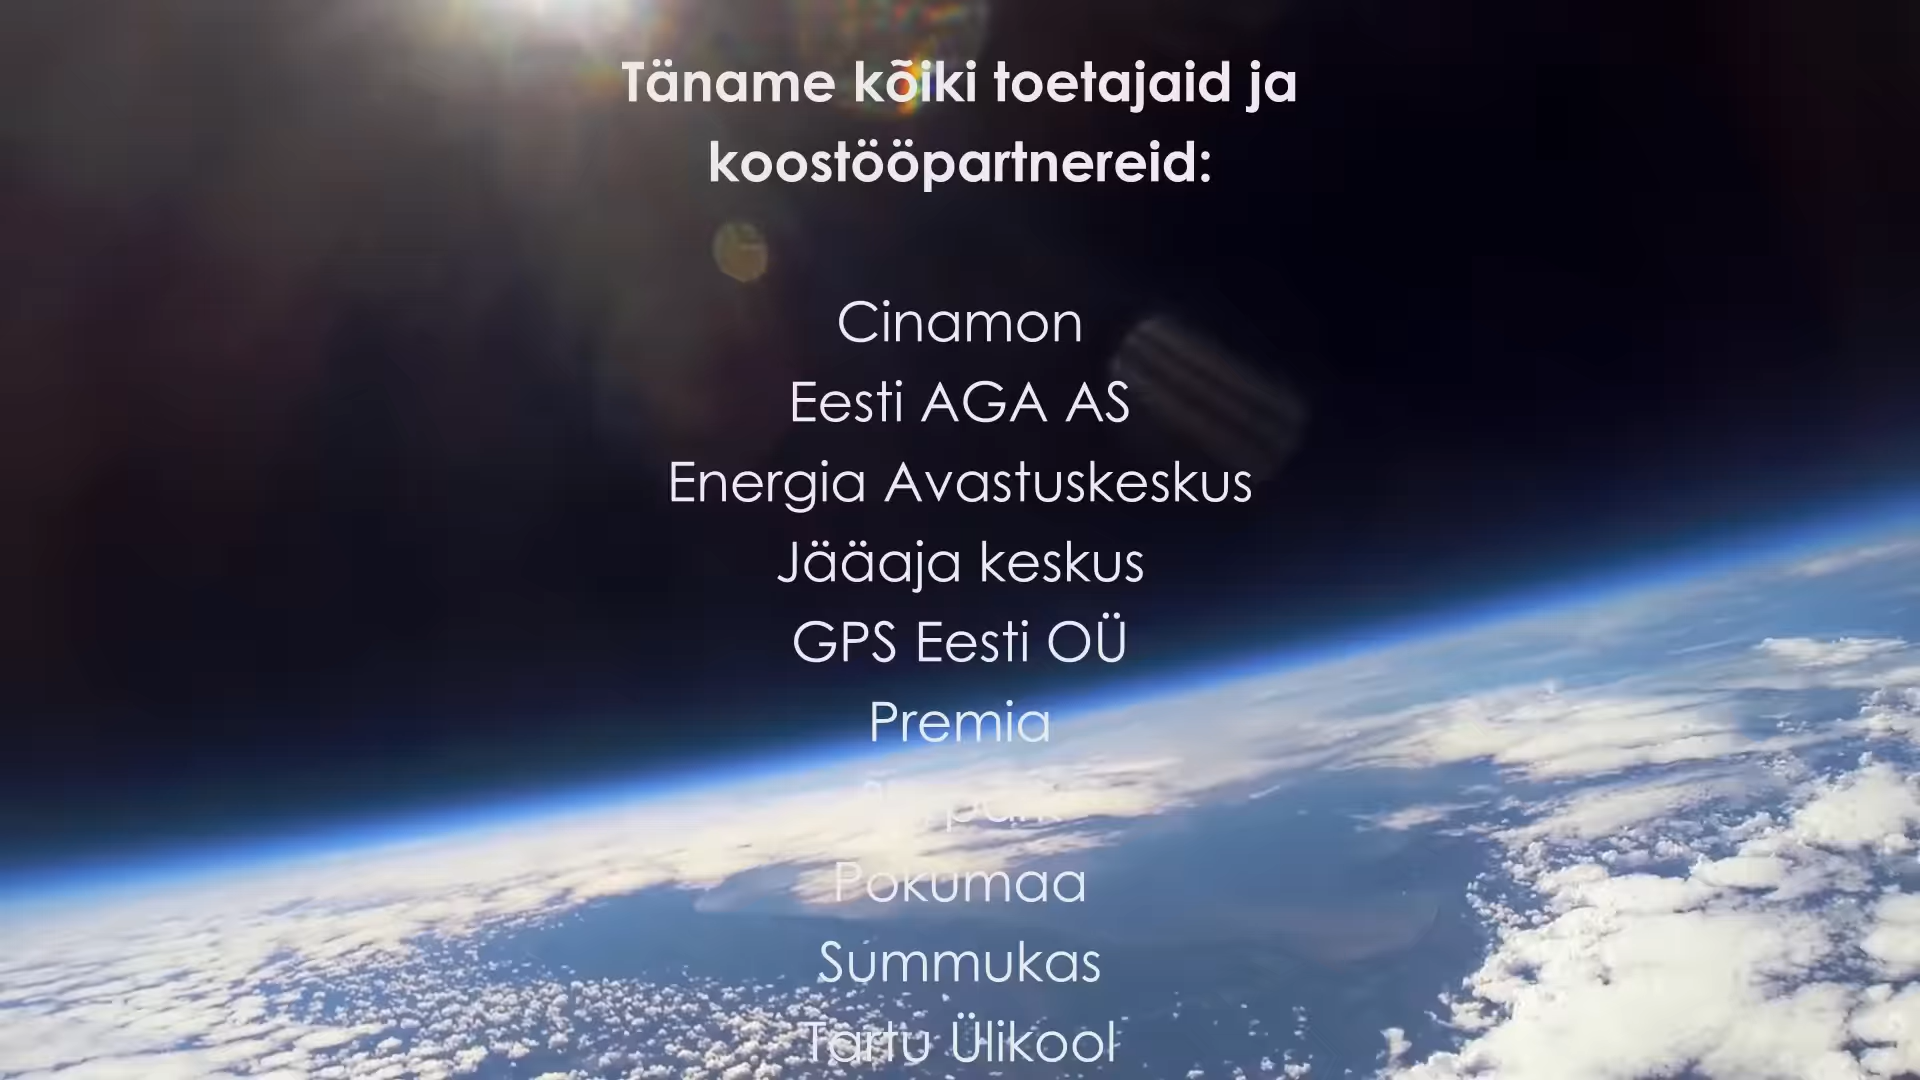 Täname kõiki toetajaid ja
koostööpartnereid:
Cinamon
Eesti AGA AS
Energia Avastuskeskus
Jääaja keskus
GPS Eesti OÜ
Premia
Pokumaa
Summukas
Tartu Ülikool